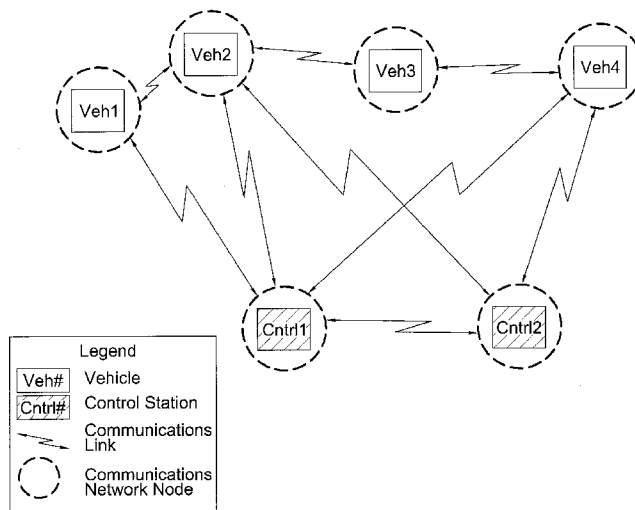 Veh1
Veh2
Veh3
Veh4
Cntrl1
Cntrl2
Legend
Veh# Vehicle
Cntrl# Control Station
Communications
Link
Communications
Network Node